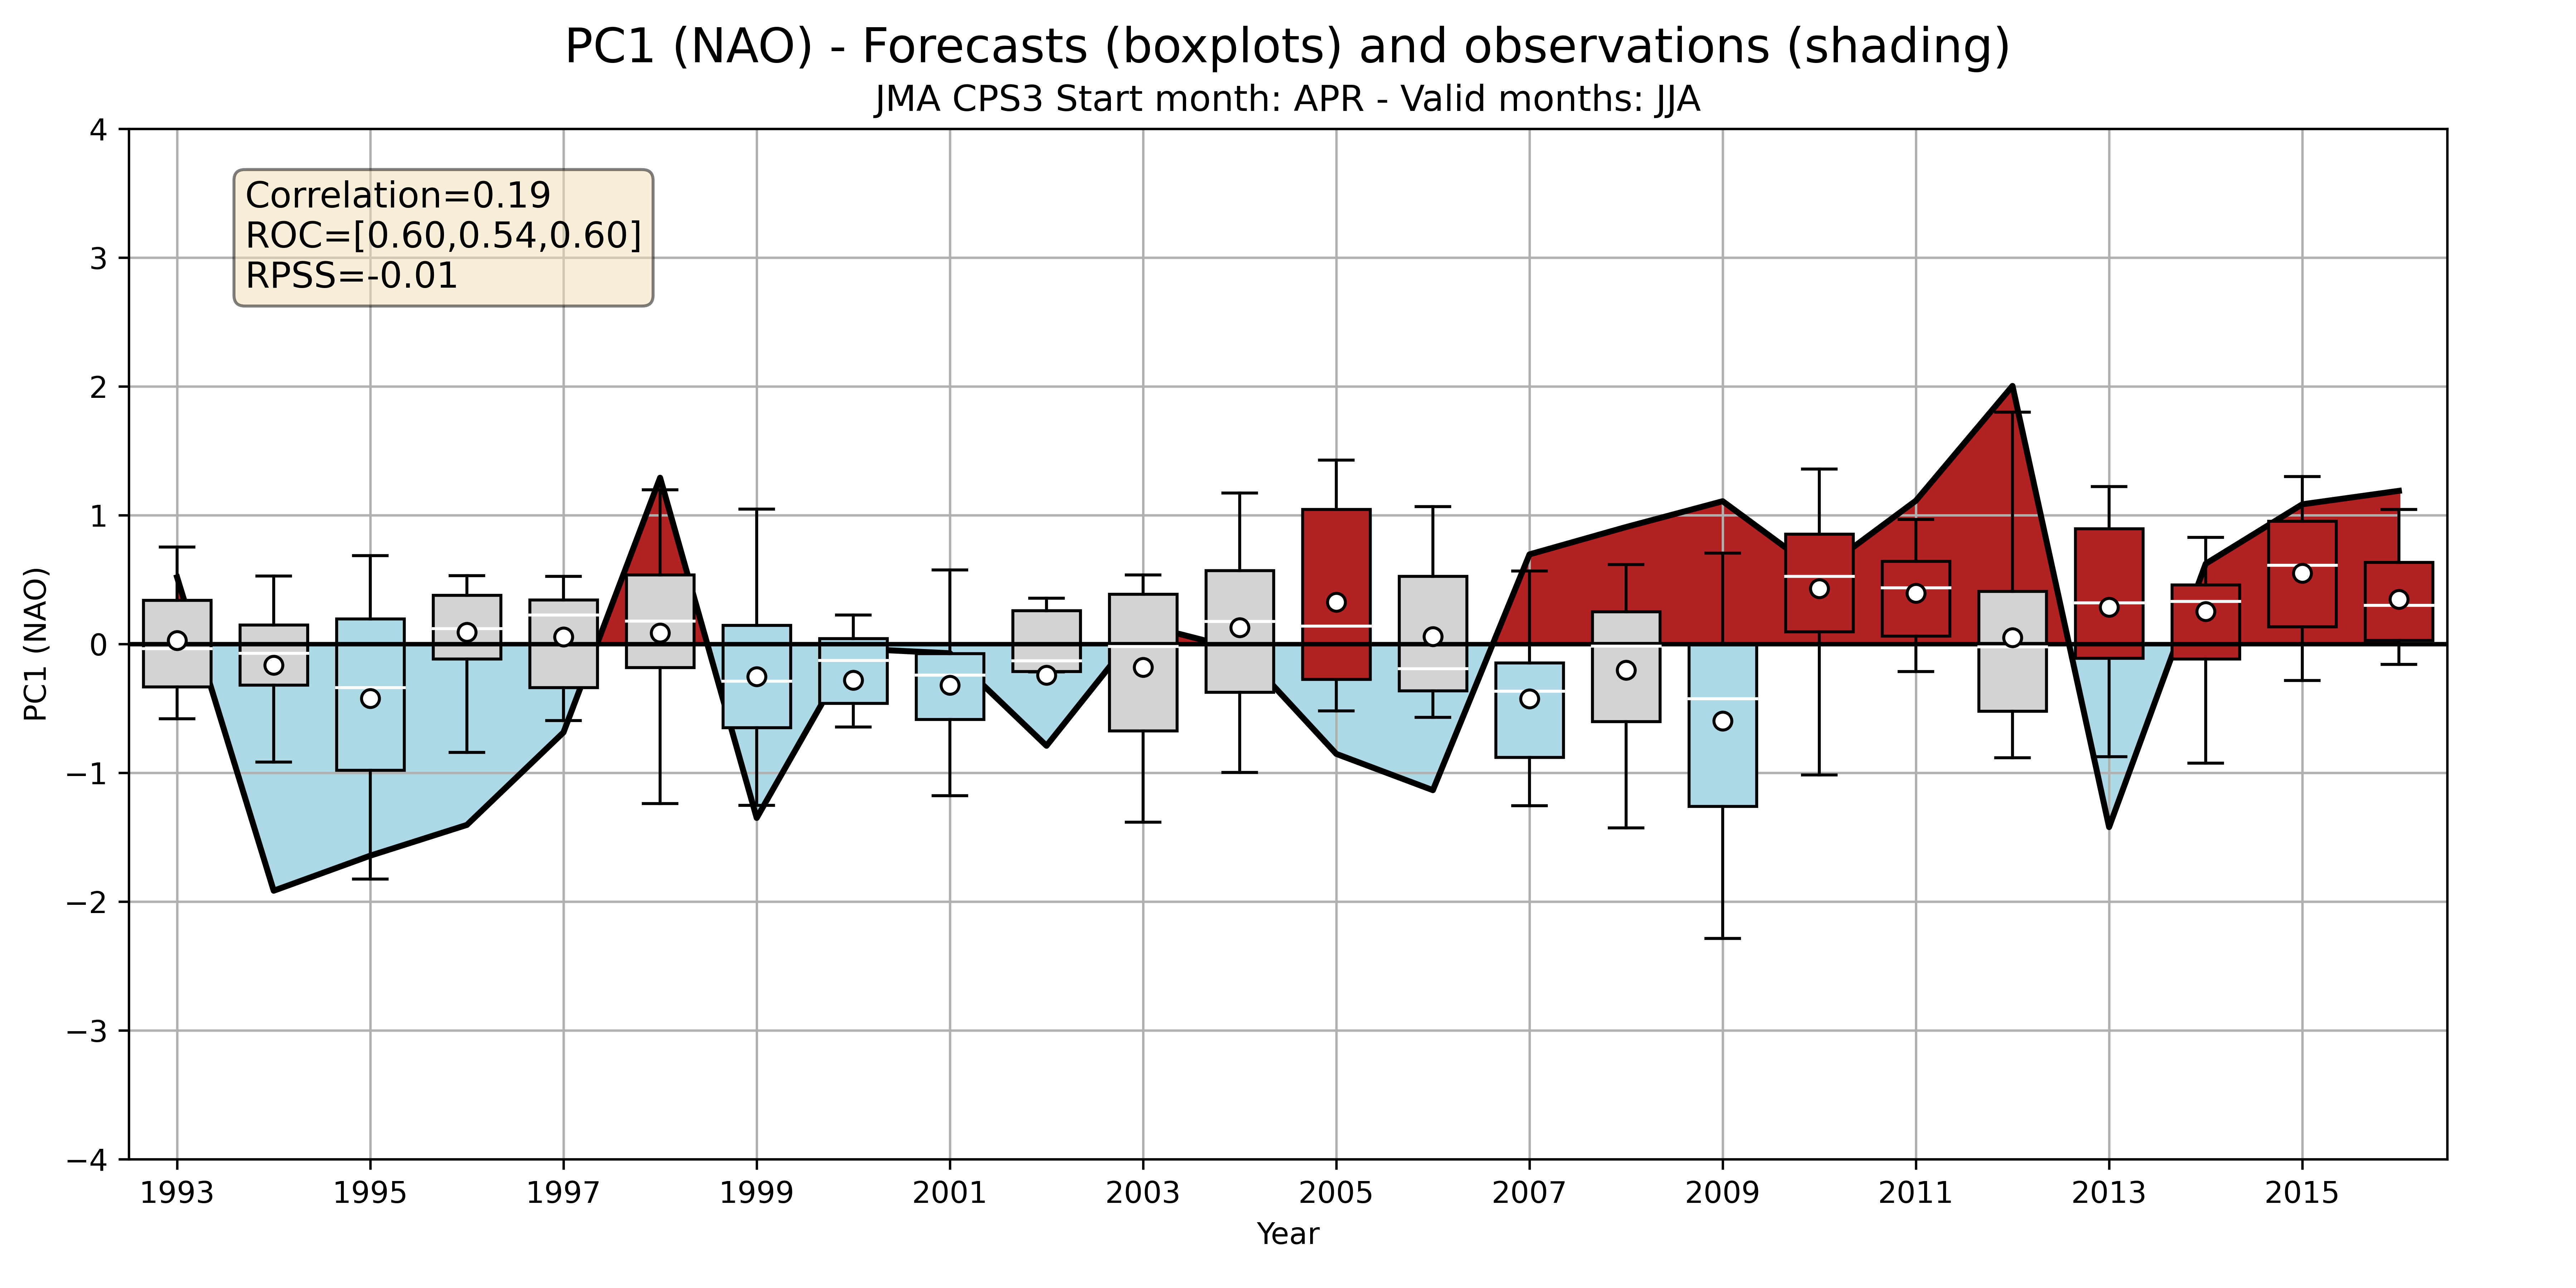 PC1 (NAO) - Forecasts (boxplots) and observations (shading)
JMA CPS3 Start month: APR - Valid months: JJA
Correlation=0.19
ROC=[0.60,0.54,0.60]
RPSS=-0.01
PC1 (NAO)
4
3
2
1
0
−1
−2
−3
−4
1993 1995 1997 1999 2001 2003 2005 2007 2009 2011 2013 2015
Year